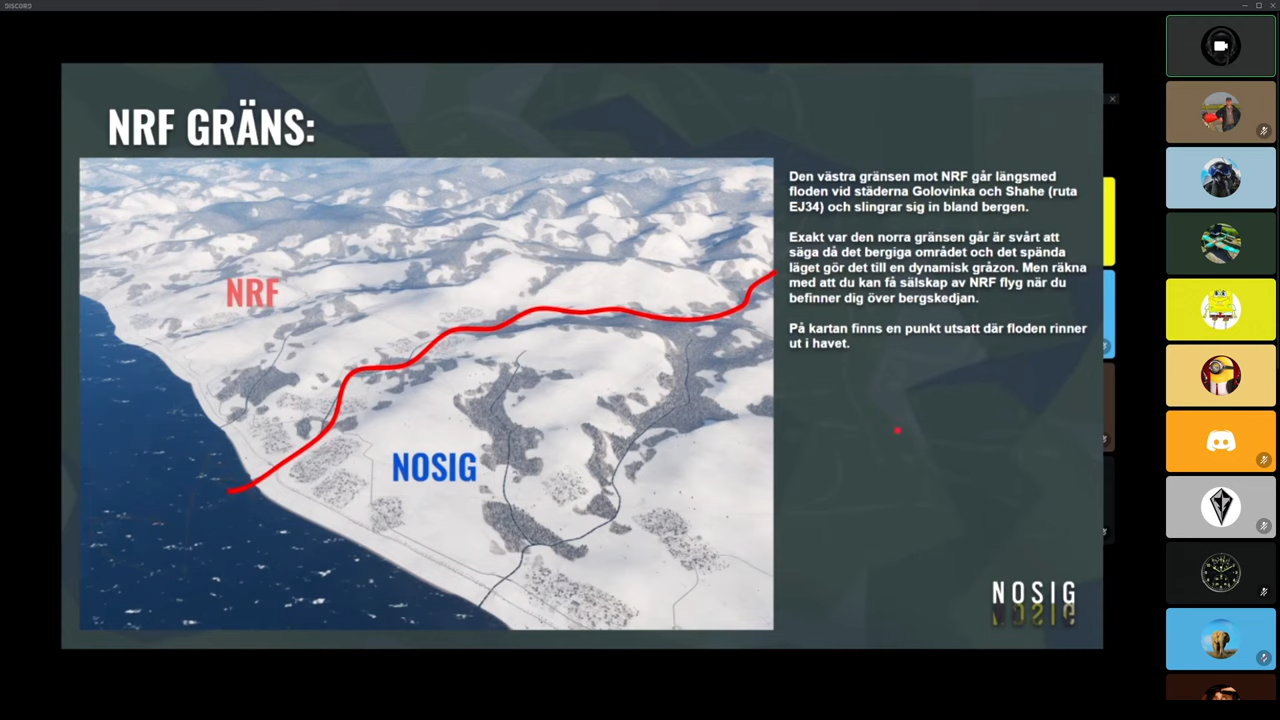 DISCORD
NRF GRÄNS:
Den västra gränsen mot NRF går längsmed
floden vid städerna Golovinka och Shahe (ruta
EJ34) och slingrar sig in bland bergen.
Exakt var den norra gränsen går är svårt att
säga då det bergiga området och det spända
läget gör det till en dynamisk gråzon. Men räkna
med att du kan få sälskap av NRF flyg när du
befinner dig över bergskedjan.
På kartan finns en punkt utsatt där floden rinner
ut i havet.
NRF
NOSIG
NOSIG